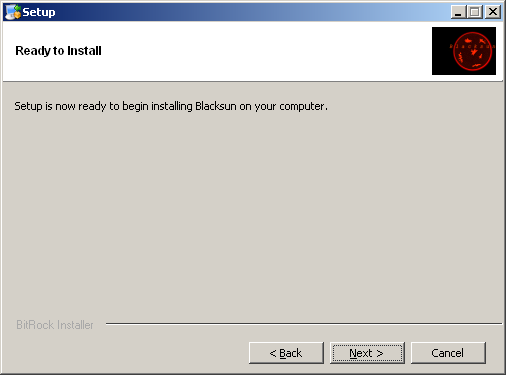 Setup
Ready to Install
Blacksun
Setup is now ready to begin installing Blacksun on your computer.
BitRock Installer
< Back
Next >
Cancel